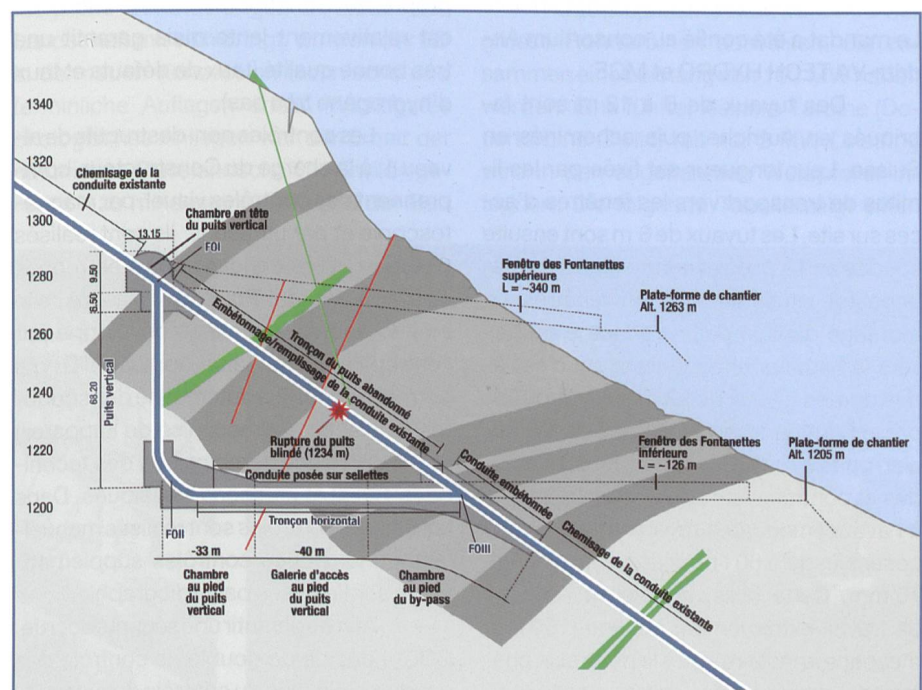 1340
1320
1300
1280
1260
1240
1220
1200
Chemisage de la
conduite existante
Chambre en tête
du puits vertical
13.15
FOI
9.50
6.50
68.20
Puits vertical
Fenêtre des Fontanettes
supérieure
L = ~340 m
Plate-forme de chantier
Alt. 1263 m
Tronçon du puits abandonné
Embétonnage/remplissage de la conduite existante
Rupture du puits
blindé (1234 m)
Conduite posée sur sellettes
Conduite embétonnée
Chemisage de la conduite existante
Fenêtre des Fontanettes
inférieure
L = ~126 m
Plate-forme de chantier
Alt. 1205 m
Tronçon horizontal
FOII
FOIII
~33 m
~40 m
Chambre
au pied
du puits
vertical
Galerie d'accès
au pied
du puits
vertical
Chambre
au pied
du by-pass